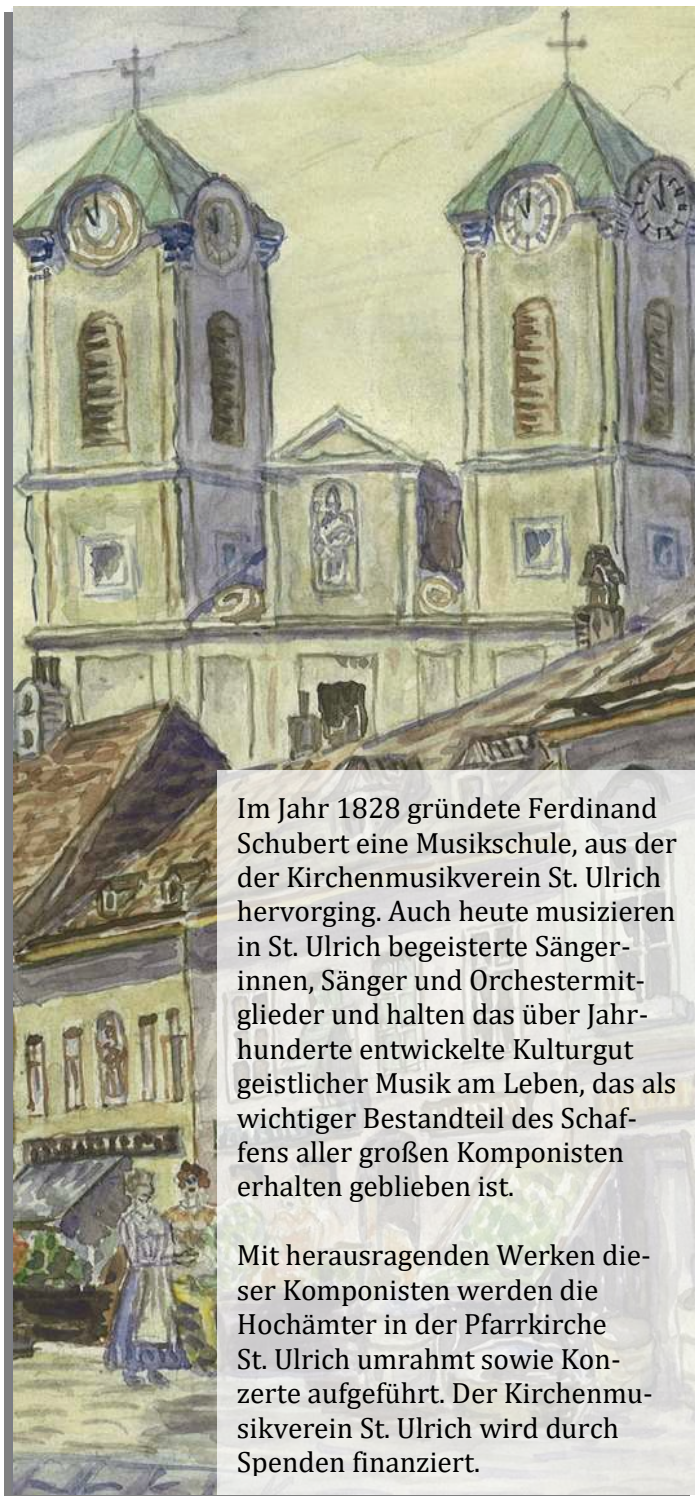 Im Jahr 1828 gründete Ferdinand
Schubert eine Musikschule, aus der
der Kirchenmusikverein St. Ulrich
hervorging. Auch heute musizieren
in St. Ulrich begeisterte Sänger-
innen, Sänger und Orchestermit-
glieder und halten das über Jahr-
hunderte entwickelte Kulturgut
geistlicher Musik am Leben, das als
wichtiger Bestandteil des Schaf-
fens aller großen Komponisten
erhalten geblieben ist.
Mit herausragenden Werken die-
ser Komponisten werden die
Hochämter in der Pfarrkirche
St. Ulrich umrahmt sowie Kon-
zerte aufgeführt. Der Kirchenmu-
sikverein St. Ulrich wird durch
Spenden finanziert.